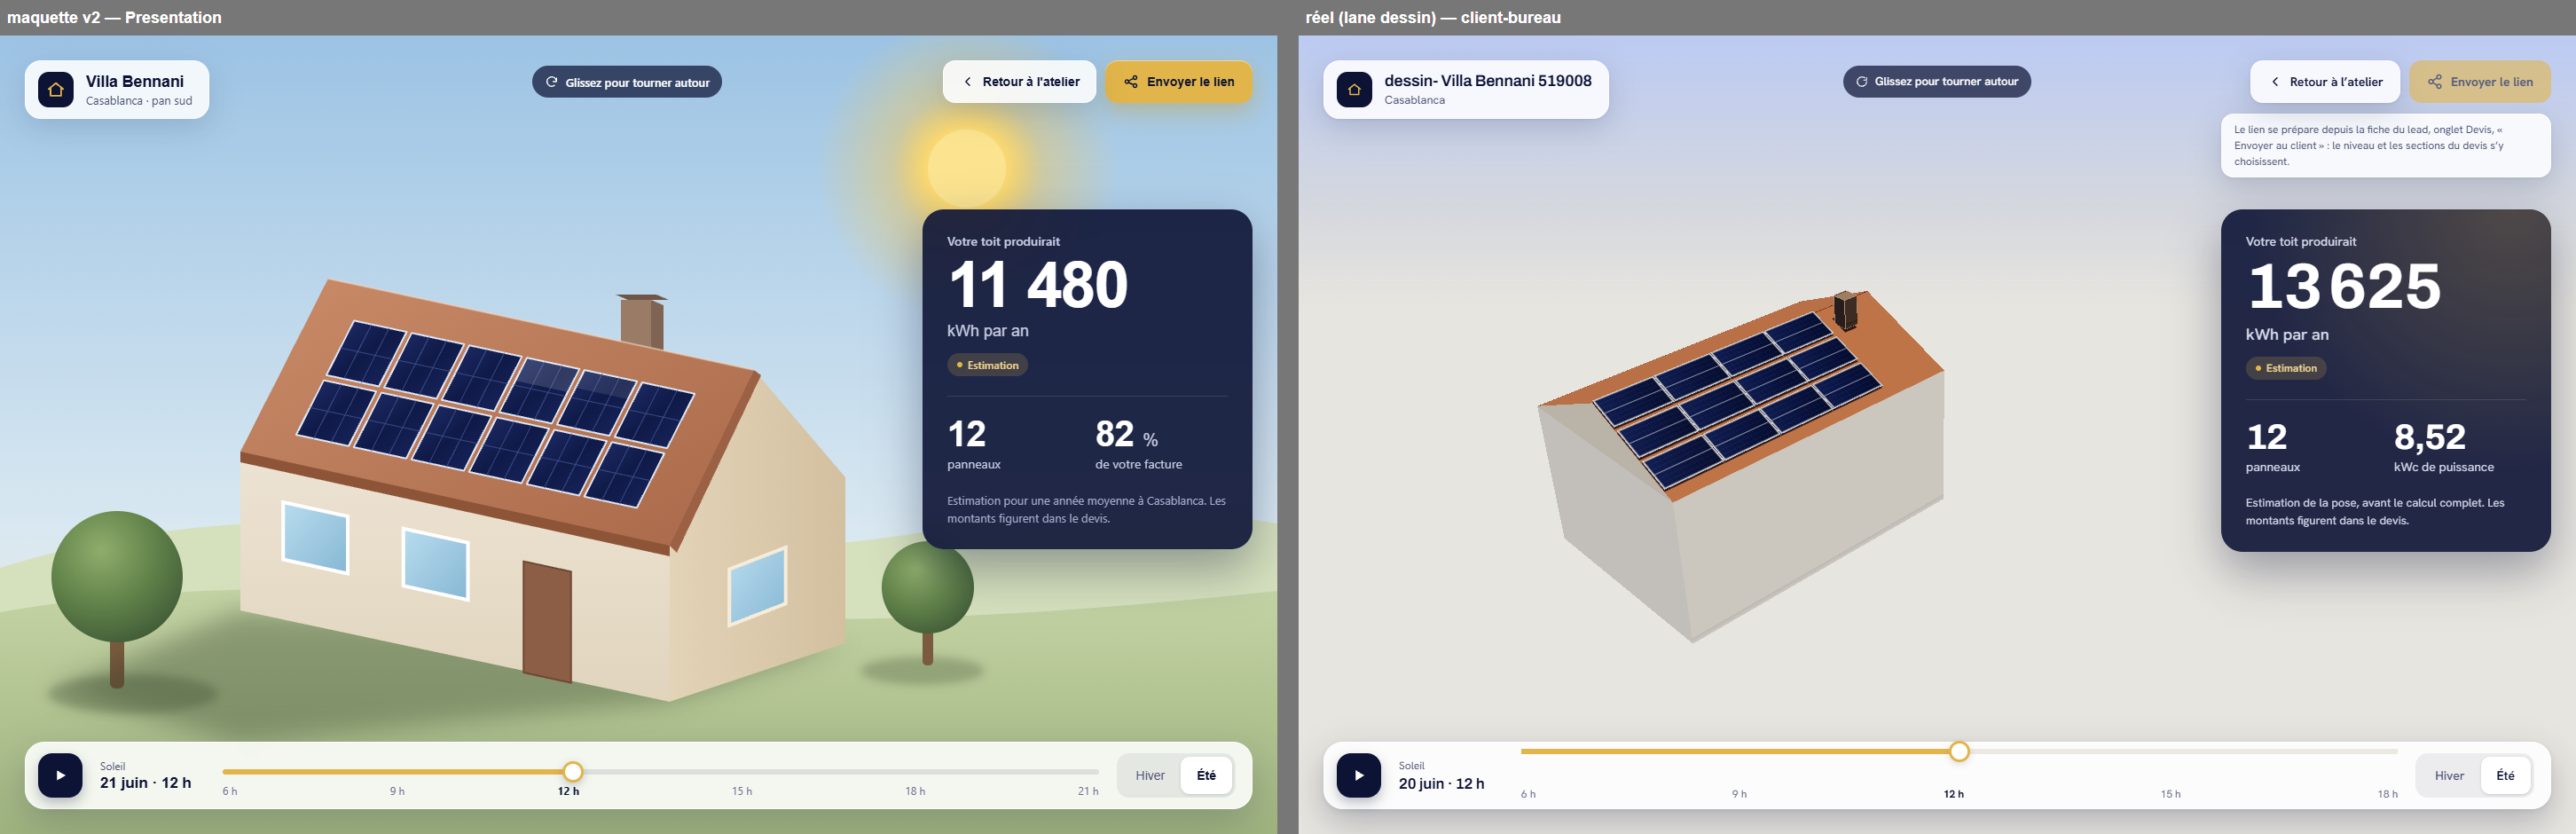 maquette v2 — Presentation
Villa Bennani
Casablanca · pan sud
Glissez pour tourner autour
Retour à l'atelier
Envoyer le lien
Votre toit produirait
11 480
kWh par an
Estimation
12
panneaux
82 %
de votre facture
Estimation pour une année moyenne à Casablanca. Les
montants figurent dans le devis.
Soleil
21 juin · 12 h
6 h
9 h
12 h
15 h
18 h
21 h
Hiver
Été
réel (lane dessin) — client-bureau
dessin- Villa Bennani 519008
Casablanca
Glissez pour tourner autour
Retour à l’atelier
Envoyer le lien
Le lien se prépare depuis la fiche du lead, onglet Devis, «
Envoyer au client » : le niveau et les sections du devis s’y
choisissent.
Votre toit produirait
13 625
kWh par an
Estimation
12
panneaux
8,52
kWc de puissance
Estimation de la pose, avant le calcul complet. Les
montants figurent dans le devis.
Soleil
20 juin · 12 h
6 h
9 h
12 h
15 h
18 h
Hiver
Été